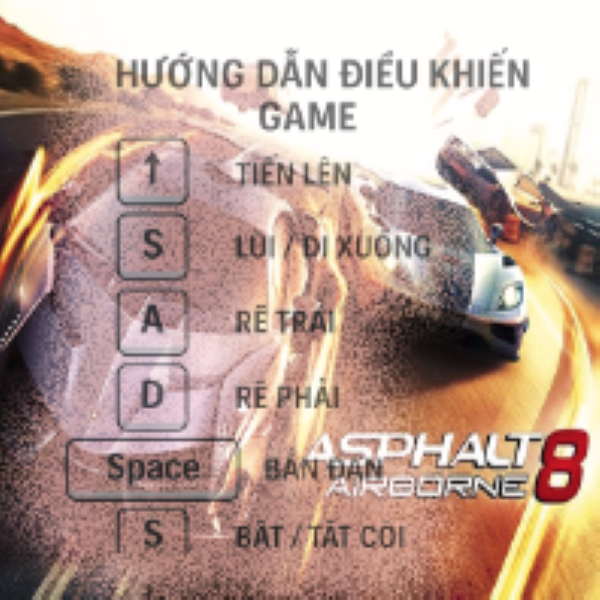 HƯỚNG DẪN ĐIỀU KHIỂN
GAME
↑ TIẾN LÊN
S LÙI / ĐI XUỐNG
A RẼ TRÁI
D RẼ PHẢI
Space BẮN ĐẠN
ASPHALT 8
AIRBORNE
S BẬT / TẮT CÒI